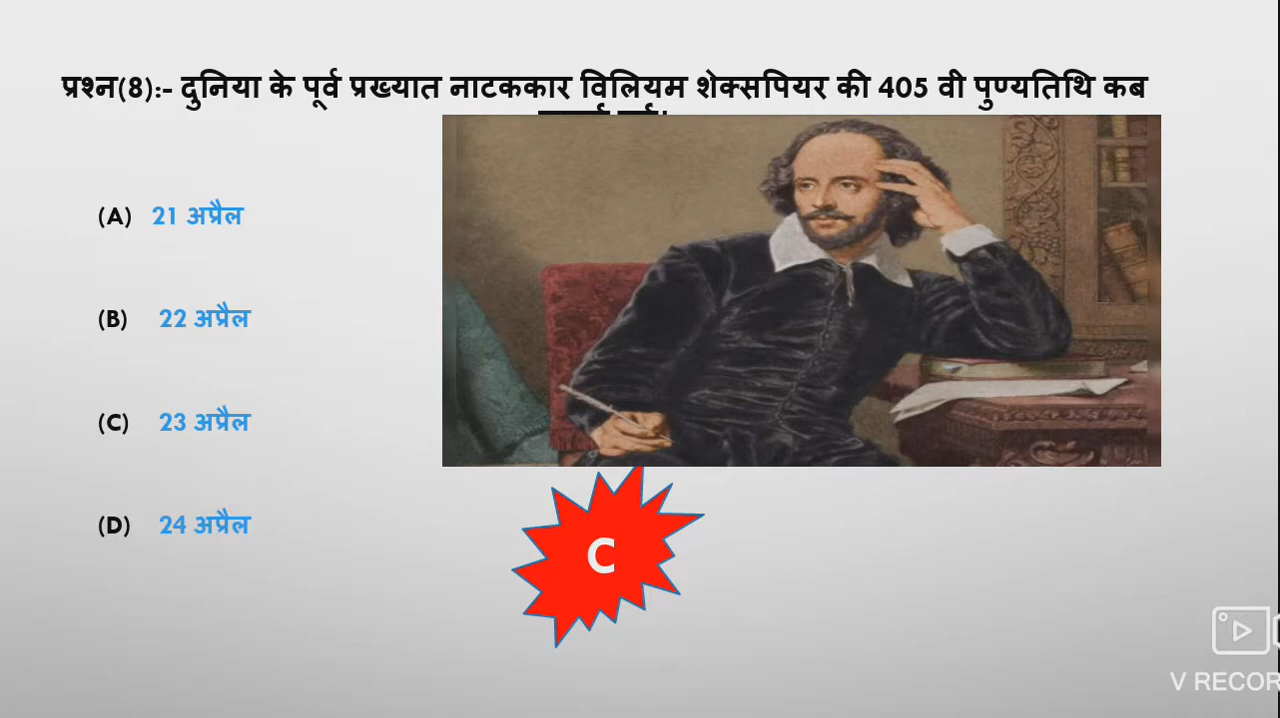 प्रश्न(8):- दुनिया के पूर्व प्रख्यात नाटककार विलियम शेक्सपियर की 405 वी पुण्यतिथि कब
(A) 21 अप्रैल
(B) 22 अप्रैल
(C) 23 अप्रैल
(D) 24 अप्रैल
C
V RECOR